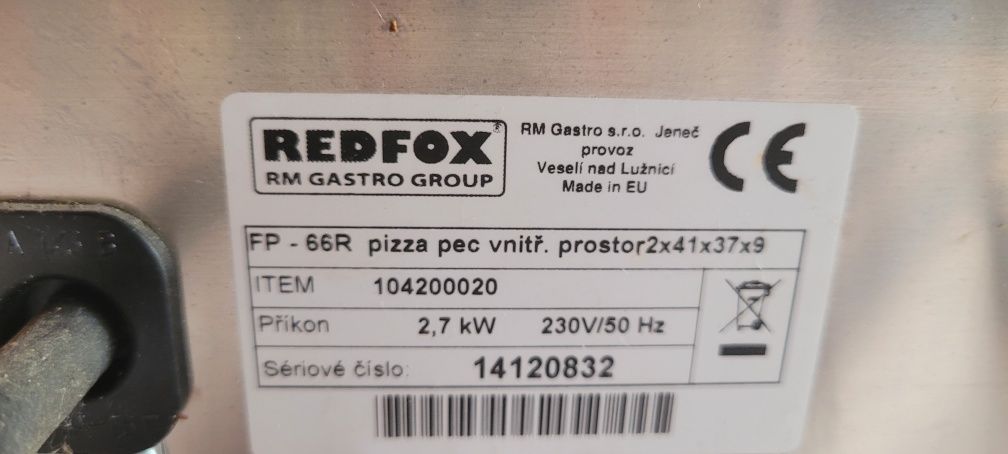 REDFOX®
RM GASTRO GROUP
RM Gastro s.r.o. Jeneč
provoz
Veselí nad Lužnicí
Made in EU
CE
FP - 66R pizza pec vnitř. prostor2x41x37x9
ITEM 104200020
Příkon 2,7 kW 230V/50 Hz
Sériové číslo: 14120832